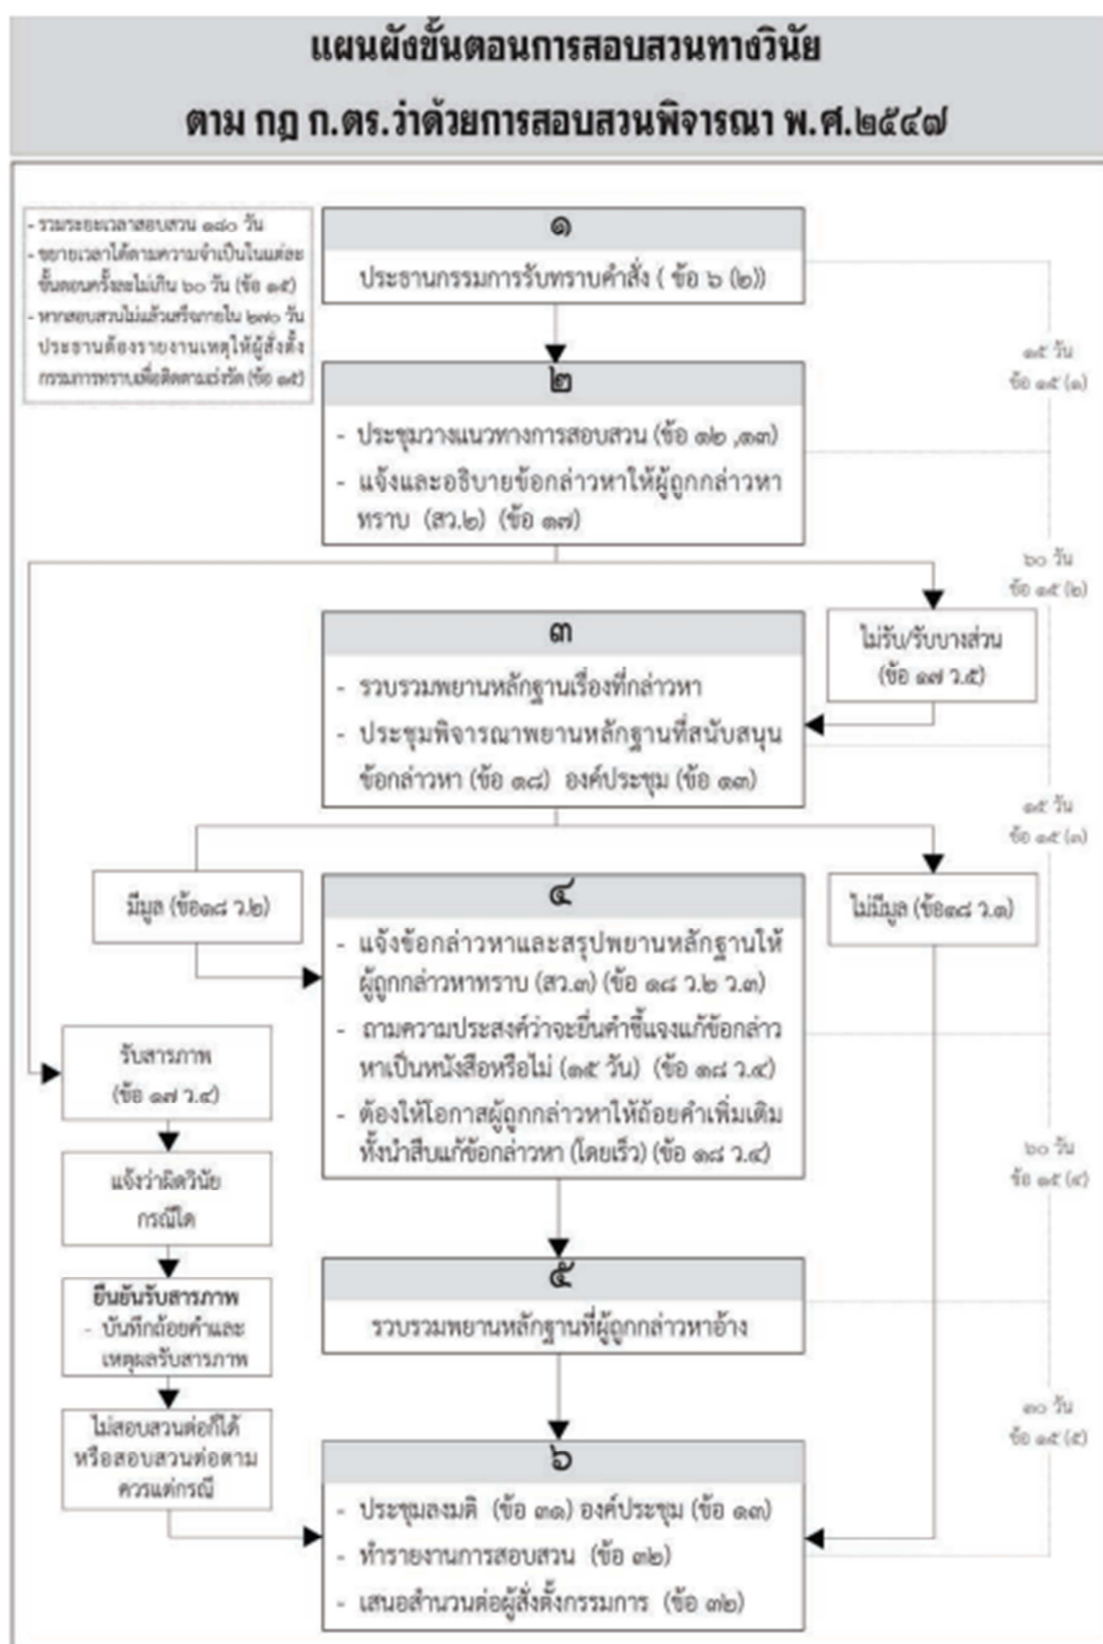 แผนผังขั้นตอนการสอบสวนทางวินัย
ตาม กฎ ก.ตร.ว่าด้วยการสอบสวนพิจารณา พ.ศ.๒๕๔๗
- รวมระยะเวลาสอบสวน ๑๘๐ วัน
- ขยายเวลาได้ตามความจำเป็นในแต่ละ
ขั้นตอนครั้งละไม่เกิน ๖๐ วัน (ข้อ ๑๕)
- หากสอบสวนไม่แล้วเสร็จภายใน ๒๗๐ วัน
ประธานต้องรายงานเหตุให้ผู้สั่งตั้ง
กรรมการทราบเพื่อติดตามเร่งรัด (ข้อ ๑๕)
๑
ประธานกรรมการรับทราบคำสั่ง ( ข้อ ๖ (๒))
๑๕ วัน
ข้อ ๑๕ (๑)
๒
- ประชุมวางแนวทางการสอบสวน (ข้อ ๑๒ ,๑๓)
- แจ้งและอธิบายข้อกล่าวหาให้ผู้ถูกกล่าวหา
ทราบ (สว.๒) (ข้อ ๑๗)
๖๐ วัน
ข้อ ๑๕ (๒)
ไม่รับ/รับบางส่วน
(ข้อ ๑๗ ว.๕)
๓
- รวบรวมพยานหลักฐานเรื่องที่กล่าวหา
- ประชุมพิจารณาพยานหลักฐานที่สนับสนุน
ข้อกล่าวหา (ข้อ ๑๘) องค์ประชุม (ข้อ ๑๓)
๑๕ วัน
ข้อ ๑๕ (๓)
มีมูล (ข้อ๑๘ ว.๒)
ไม่มีมูล (ข้อ๑๘ ว.๑)
๔
- แจ้งข้อกล่าวหาและสรุปพยานหลักฐานให้
ผู้ถูกกล่าวหาทราบ (สว.๓) (ข้อ ๑๘ ว.๒ ว.๓)
- ถามความประสงค์ว่าจะยื่นคำชี้แจงแก้ข้อกล่าว
หาเป็นหนังสือหรือไม่ (๑๕ วัน) (ข้อ ๑๘ ว.๔)
- ต้องให้โอกาสผู้ถูกกล่าวหาให้ถ้อยคำเพิ่มเติม
ทั้งนำสืบแก้ข้อกล่าวหา (โดยเร็ว) (ข้อ ๑๘ ว.๔)
๖๐ วัน
ข้อ ๑๕ (๔)
รับสารภาพ
(ข้อ ๑๗ ว.๔)
แจ้งว่าผิดวินัย
กรณีใด
ยืนยันรับสารภาพ
- บันทึกถ้อยคำและ
เหตุผลรับสารภาพ
ไม่สอบสวนต่อก็ได้
หรือสอบสวนต่อตาม
ควรแต่กรณี
๕
รวบรวมพยานหลักฐานที่ผู้ถูกกล่าวหาอ้าง
๓๐ วัน
ข้อ ๑๕ (๕)
๖
- ประชุมลงมติ (ข้อ ๓๑) องค์ประชุม (ข้อ ๑๓)
- ทำรายงานการสอบสวน (ข้อ ๓๒)
- เสนอสำนวนต่อผู้สั่งตั้งกรรมการ (ข้อ ๓๒)